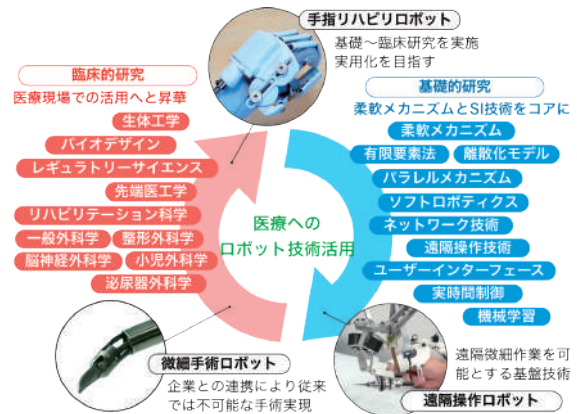 手指リハビリロボット
基礎～臨床研究を実施
実用化を目指す
臨床的研究
医療現場での活用へと昇華
生体工学
バイオデザイン
レギュラトリーサイエンス
先端医工学
リハビリテーション科学
一般外科学
整形外科学
脳神経外科学
小児外科学
泌尿器外科学
基礎的研究
柔軟メカニズムとSI技術をコアに
柔軟メカニズム
有限要素法
離散化モデル
パラレルメカニズム
ソフトロボティクス
ネットワーク技術
遠隔操作技術
ユーザーインターフェース
実時間制御
機械学習
医療への
ロボット技術活用
微細手術ロボット
企業との連携により従来
では不可能な手術実現
遠隔微細作業を可
能とする基盤技術
遠隔操作ロボット